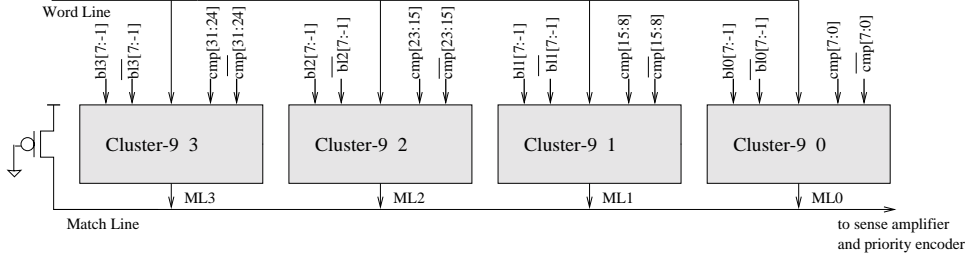 Word Line
bl3[7:-1]
bl3[7:-1]
cmp[31:24]
cmp[31:24]
bl2[7:-1]
bl2[7:-1]
cmp[23:15]
cmp[23:15]
bl1[7:-1]
bl1[7:-1]
cmp[15:8]
cmp[15:8]
bl0[7:-1]
bl0[7:-1]
cmp[7:0]
cmp[7:0]
Cluster-9 3
Cluster-9 2
Cluster-9 1
Cluster-9 0
ML3
ML2
ML1
ML0
Match Line
to sense amplifier
and priority encoder